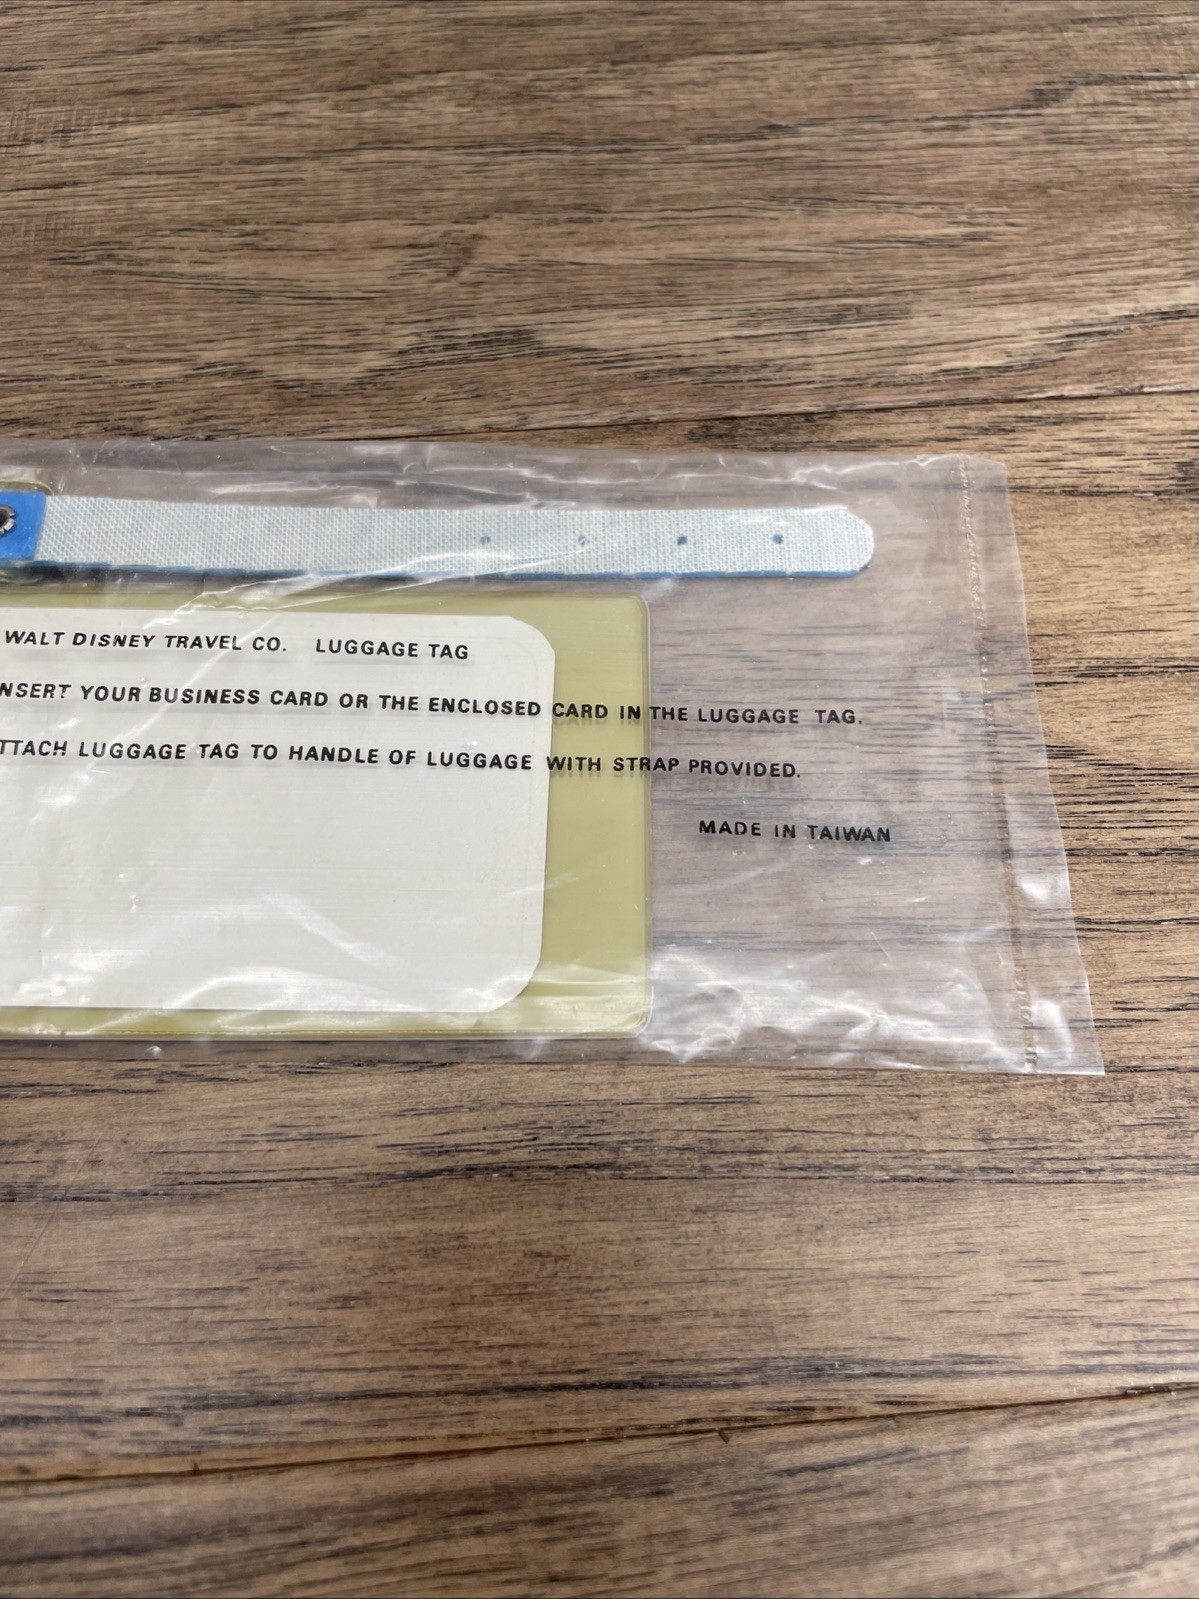 WALT DISNEY TRAVEL CO. LUGGAGE TAG
NSERT YOUR BUSINESS CARD OR THE ENCLOSED CARD IN THE LUGGAGE TAG.
TTACH LUGGAGE TAG TO HANDLE OF LUGGAGE WITH STRAP PROVIDED.
MADE IN TAIWAN